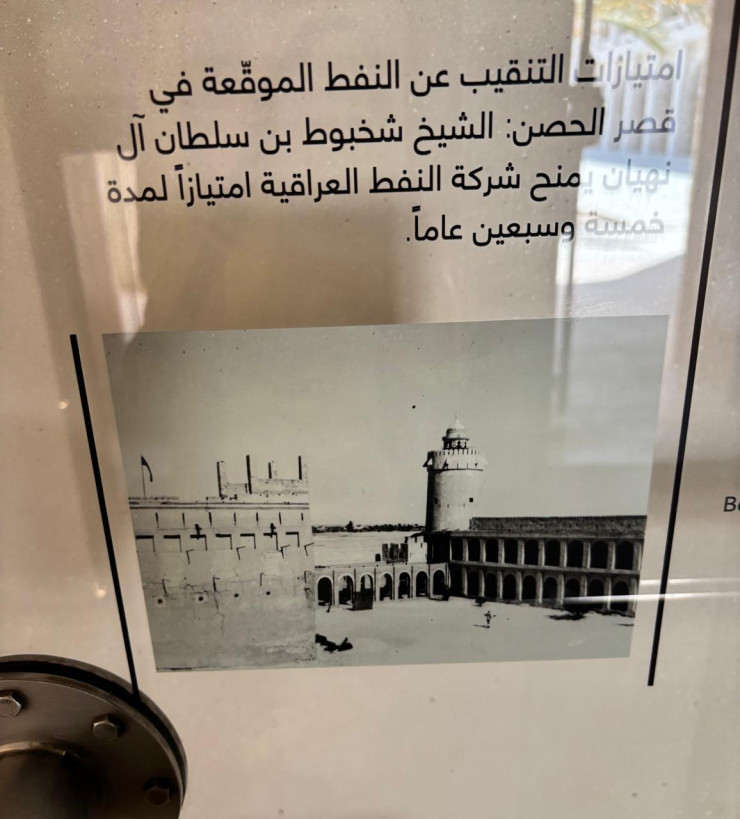 امتيازات التنقيب عن النفط الموقّعة في
قصر الحصن: الشيخ شخبوط بن سلطان آل
نهيان يمنح شركة النفط العراقية امتيازاً لمدة
خمسة وسبعين عاماً.